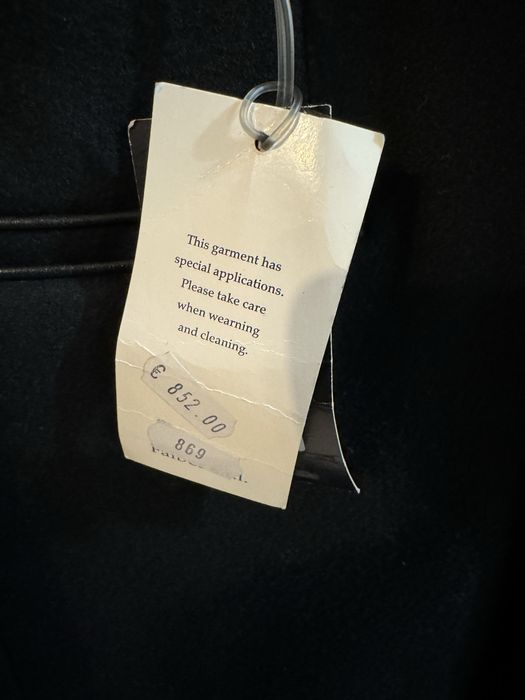 This garment has
special applications.
Please take care
when wearning
and cleaning.
€ 852.00
869